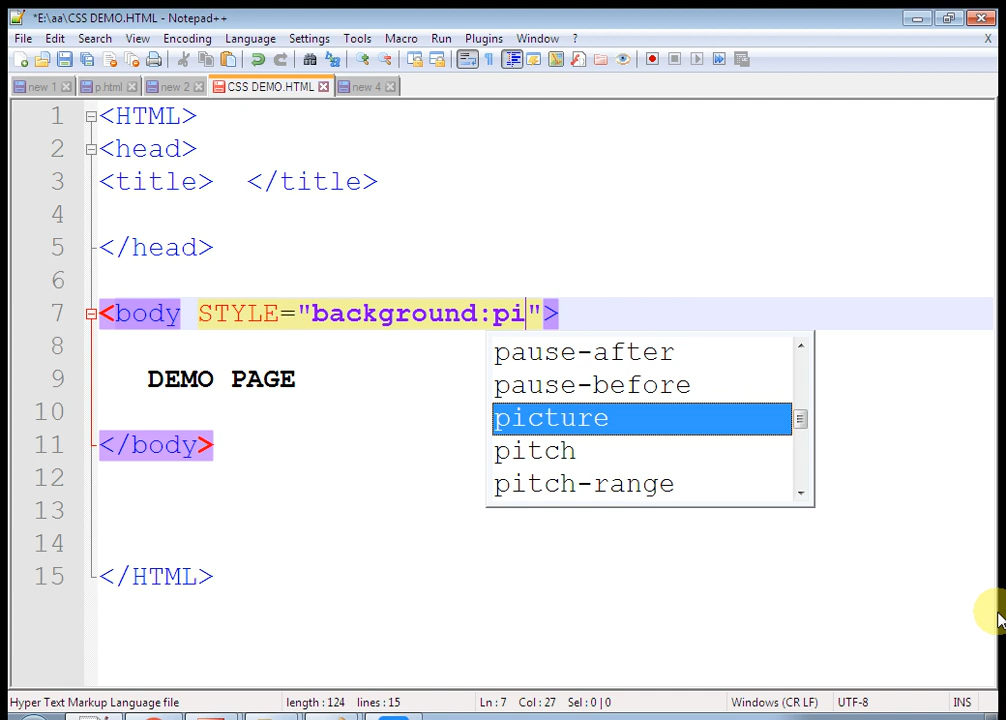 *E:\aa\CSS DEMO.HTML - Notepad++
File Edit Search View Encoding Language Settings Tools Macro Run Plugins Window ? X
new 1 p.html new 2 CSS DEMO.HTML new 4
1 <HTML>
2 <head>
3 <title> </title>
4
5 </head>
6
7 <body STYLE="background:pi">
8
pause-after
9 DEMO PAGE
pause-before
10
picture
11 </body>
pitch
12
pitch-range
13
14
15 </HTML>
Hyper Text Markup Language file length : 124 lines : 15 Ln : 7 Col : 27 Sel : 0 | 0 Windows (CR LF) UTF-8 INS